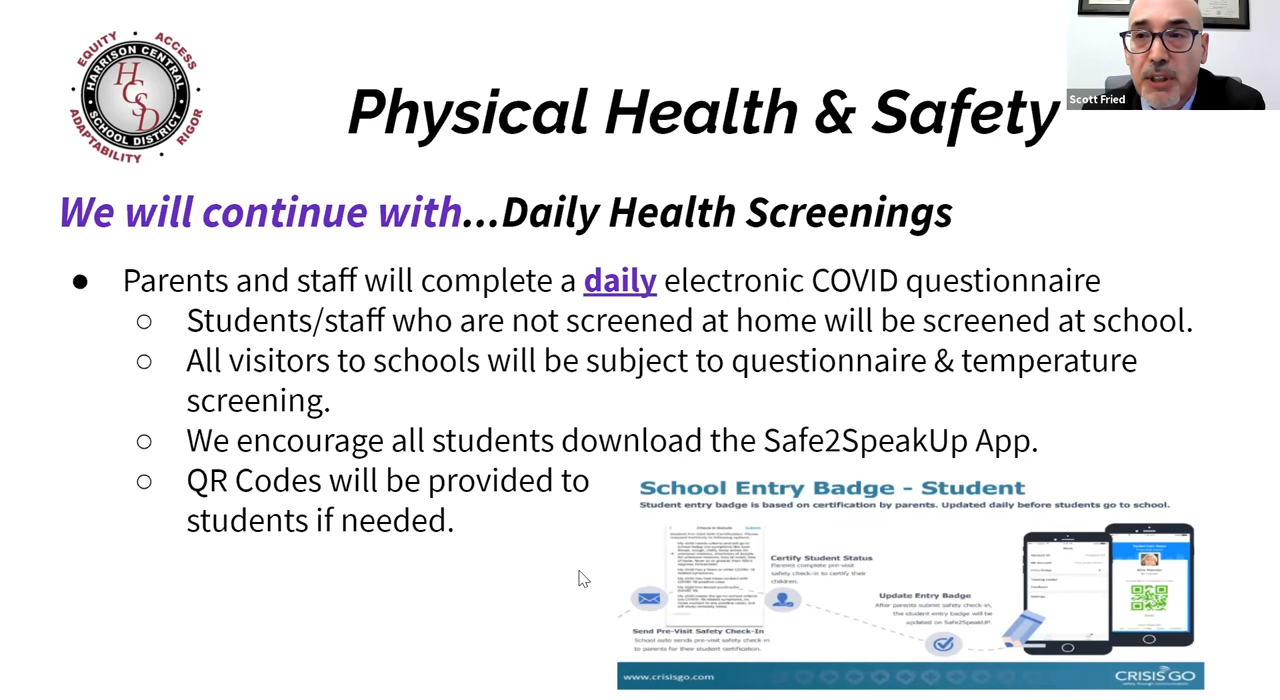 EQUITY
ACCESS
RIGOR
ADAPTABILITY
HARRISON CENTRAL
SCHOOL DISTRICT
HCSD
Scott Fried
Physical Health & Safety
We will continue with...Daily Health Screenings
● Parents and staff will complete a daily electronic COVID questionnaire
○ Students/staff who are not screened at home will be screened at school.
○ All visitors to schools will be subject to questionnaire & temperature
screening.
○ We encourage all students download the Safe2SpeakUp App.
○ QR Codes will be provided to
students if needed.
School Entry Badge - Student
Student entry badge is based on certification by parents. Updated daily before students go to school.
Certify Student Status
Parents complete pre-visit
safety check-in to certify their
children.
Update Entry Badge
After parents submit safety check-in,
the student entry badge will be
updated on Safe2SpeakUP.
Send Pre-Visit Safety Check-In
School auto sends pre-visit safety check-in
to parents for their student certification.
www.crisisgo.com
CRISISGO
safety through communication